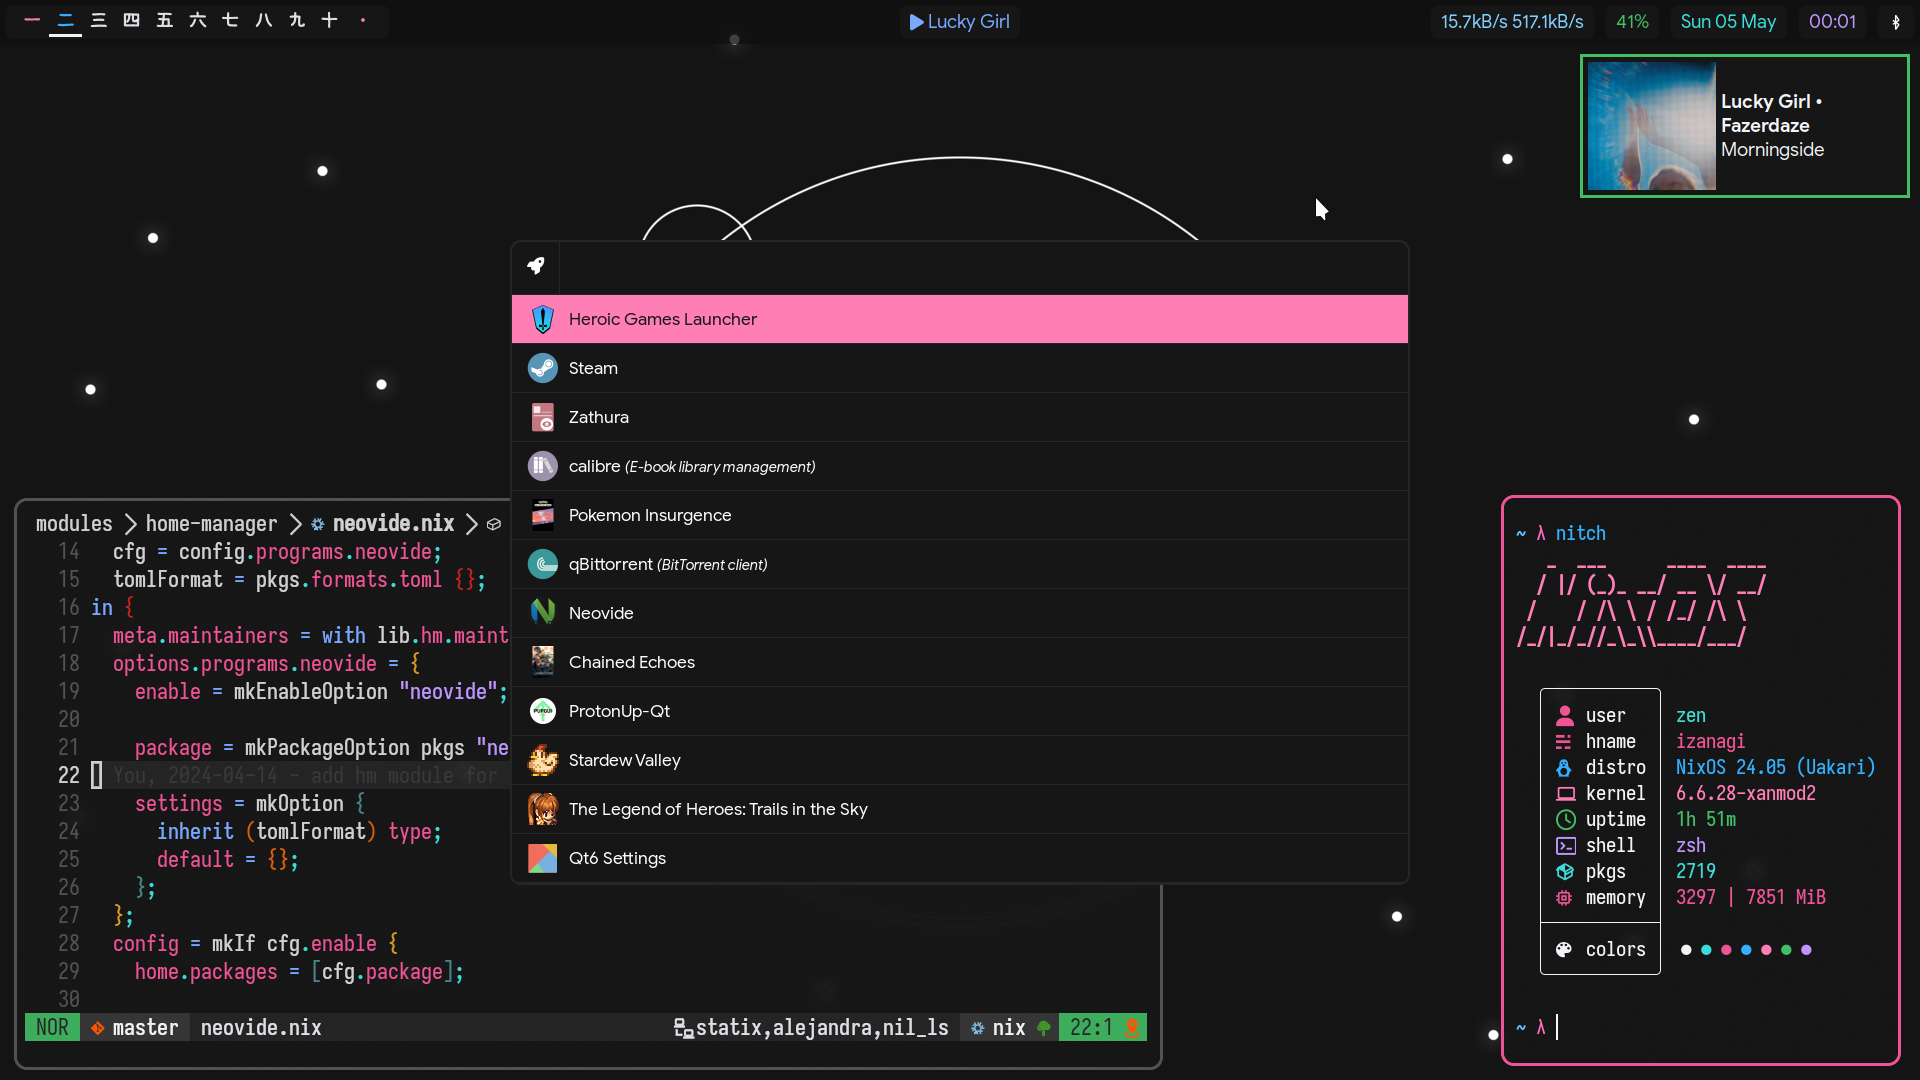 一 二 三 四 五 六 七 八 九 十
Lucky Girl
15.7kB/s 517.1kB/s
41%
Sun 05 May
00:01
Lucky Girl •
Fazerdaze
Morningside
Heroic Games Launcher
Steam
Zathura
calibre (E-book library management)
Pokemon Insurgence
qBittorrent (BitTorrent client)
Neovide
Chained Echoes
ProtonUp-Qt
Stardew Valley
The Legend of Heroes: Trails in the Sky
Qt6 Settings
modules > home-manager > neovide.nix >
14 cfg = config.programs.neovide;
15 tomlFormat = pkgs.formats.toml {};
16 in {
17 meta.maintainers = with lib.hm.maint
18 options.programs.neovide = {
19 enable = mkEnableOption "neovide";
20
21 package = mkPackageOption pkgs "ne
22 You, 2024-04-14 - add hm module for
23 settings = mkOption {
24 inherit (tomlFormat) type;
25 default = {};
26 };
27 };
28 config = mkIf cfg.enable {
29 home.packages = [cfg.package];
30
NOR master neovide.nix statix,alejandra,nil_ls nix 22:1
~ λ nitch
user zen
hname izanagi
distro NixOS 24.05 (Uakari)
kernel 6.6.28-xanmod2
uptime 1h 51m
shell zsh
pkgs 2719
memory 3297 | 7851 MiB
colors
~ λ